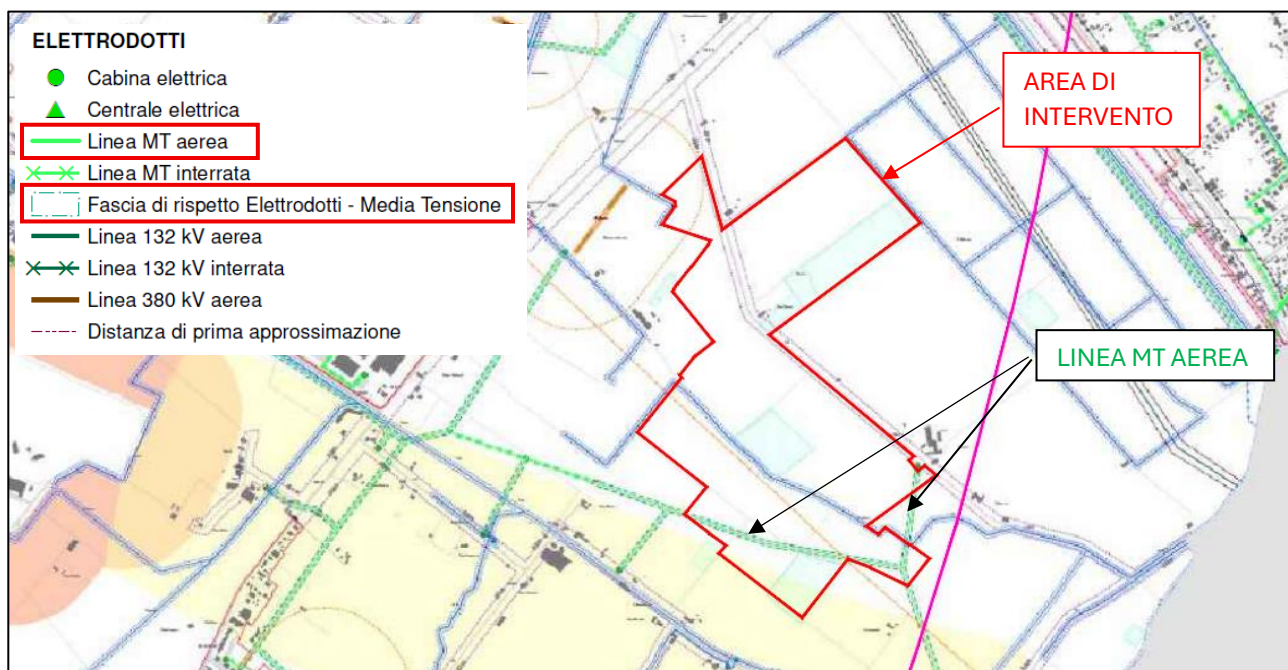 ELETTRODOTTI
Cabina elettrica
Centrale elettrica
Linea MT aerea
Linea MT interrata
Fascia di rispetto Elettrodotti - Media Tensione
Linea 132 kV aerea
Linea 132 kV interrata
Linea 380 kV aerea
Distanza di prima approssimazione
AREA DI
INTERVENTO
LINEA MT AEREA